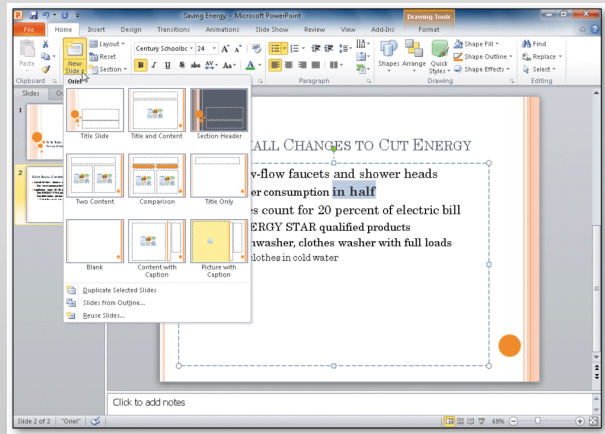 Saving Energy - Microsoft PowerPoint
Drawing Tools
File Home Insert Design Transitions Animations Slide Show Review View Add-Ins Format
Paste
New Slide
Layout
Reset
Section
Century Schoolbc 24
B I U S abc AV Aa A
Shapes Arrange Quick Styles
Shape Fill
Shape Outline
Shape Effects
Find
Replace
Select
Clipboard Paragraph Drawing Editing
Slides
Oriel
1
2
Title Slide Title and Content Section Header
Two Content Comparison Title Only
Blank Content with Caption Picture with Caption
Duplicate Selected Slides
Slides from Outline...
Reuse Slides...
ALL CHANGES TO CUT ENERGY
-flow faucets and shower heads
er consumption in half
s count for 20 percent of electric bill
ERGY STAR qualified products
hwasher, clothes washer with full loads
clothes in cold water
Click to add notes
Slide 2 of 2 "Oriel" 69%